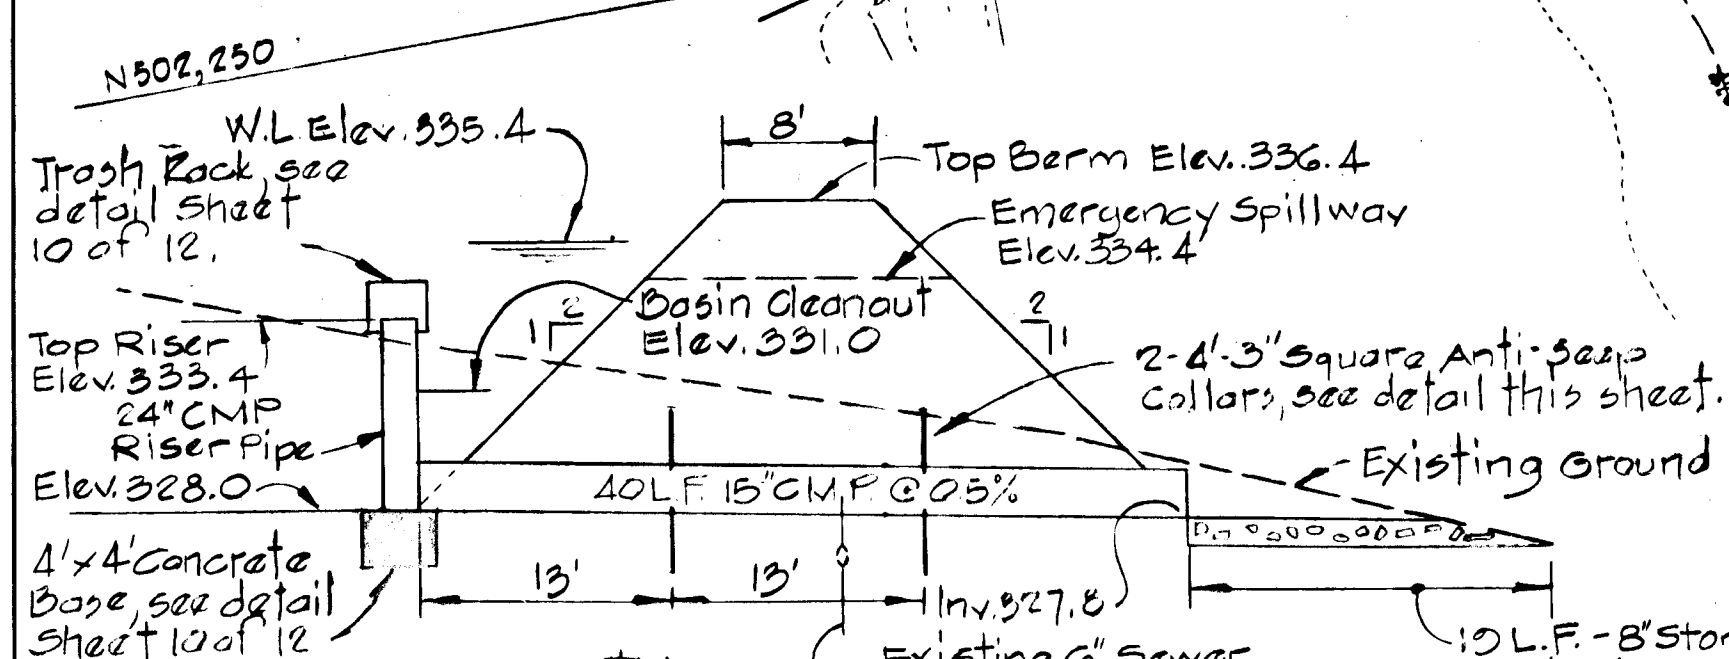 N502,250
W.L. Elev. 335.4
8'
Trash Rack, see
detail Sheet
10 of 12.
Top Berm Elev. 336.4
Emergency Spillway
Elev. 334.4
Basin Cleanout
Elev. 331.0
2
1
2
1
Top Riser
Elev. 333.4
24" CMP
Riser Pipe
Elev. 328.0
2-4'-3" Square Anti-Seep
Collars, see detail this sheet.
Existing Ground
40 L.F. 15" C.M.P. @ 0.5%
4'x4' Concrete
Base, see detail
Sheet 10 of 12
13'
13'
Inv. 327.8
Existing 6" Sewer
19 L.F. - 8" Stor